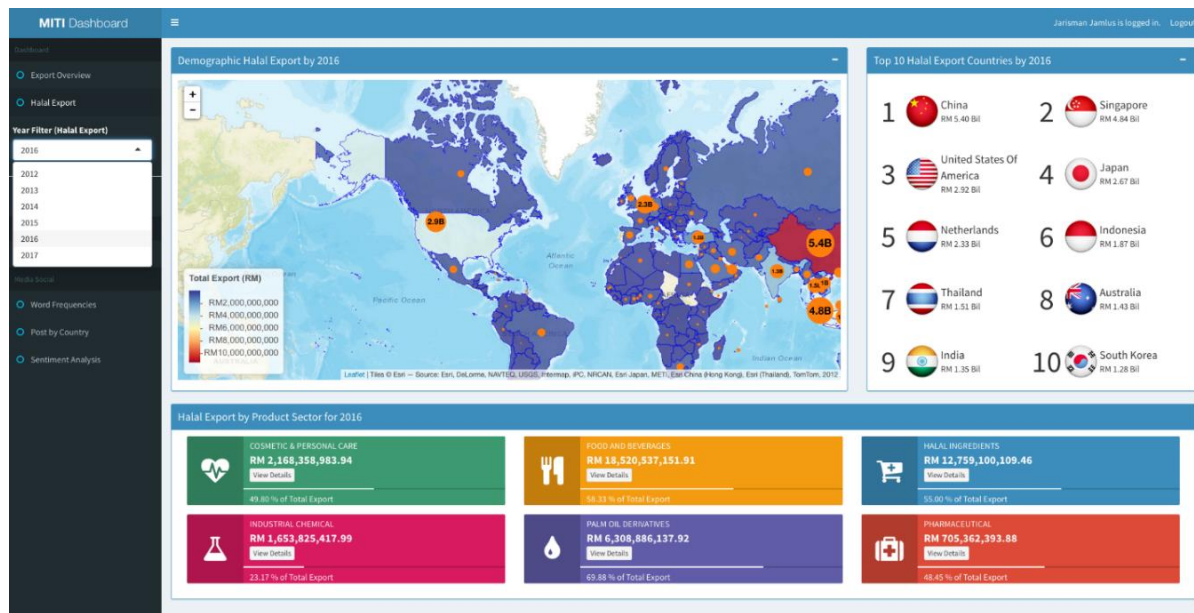 MITI Dashboard
Jarisman Jamlus is logged in. Logout
Dashboard
Export Overview
Halal Export
Year Filter (Halal Export)
2016
2012
2013
2014
2015
2016
2017
Media Social
Word Frequencies
Post by Country
Sentiment Analysis
Demographic Halal Export by 2016
+
−
2.9B
2.3B
5.4B
4.8B
Atlantic
Ocean
Pacific Ocean
Indian Ocean
Total Export (RM)
RM2,000,000,000
RM4,000,000,000
RM6,000,000,000
RM8,000,000,000
RM10,000,000,000
Leaflet | Tiles © Esri — Source: Esri, DeLorme, NAVTEQ, USGS, Intermap, iPC, NRCAN, Esri Japan, METI, Esri China (Hong Kong), Esri (Thailand), TomTom, 2012
Top 10 Halal Export Countries by 2016
1 China
RM 5.40 Bil
2 Singapore
RM 4.84 Bil
3 United States Of
America
RM 2.92 Bil
4 Japan
RM 2.67 Bil
5 Netherlands
RM 2.33 Bil
6 Indonesia
RM 1.87 Bil
7 Thailand
RM 1.51 Bil
8 Australia
RM 1.43 Bil
9 India
RM 1.35 Bil
10 South Korea
RM 1.28 Bil
Halal Export by Product Sector for 2016
COSMETIC & PERSONAL CARE
RM 2,168,358,983.94
View Details
49.80 % of Total Export
FOOD AND BEVERAGES
RM 18,520,537,151.91
View Details
58.33 % of Total Export
HALAL INGREDIENTS
RM 12,759,100,109.46
View Details
55.00 % of Total Export
INDUSTRIAL CHEMICAL
RM 1,653,825,417.99
View Details
23.17 % of Total Export
PALM OIL DERIVATIVES
RM 6,308,886,137.92
View Details
69.88 % of Total Export
PHARMACEUTICAL
RM 705,362,393.88
View Details
48.45 % of Total Export